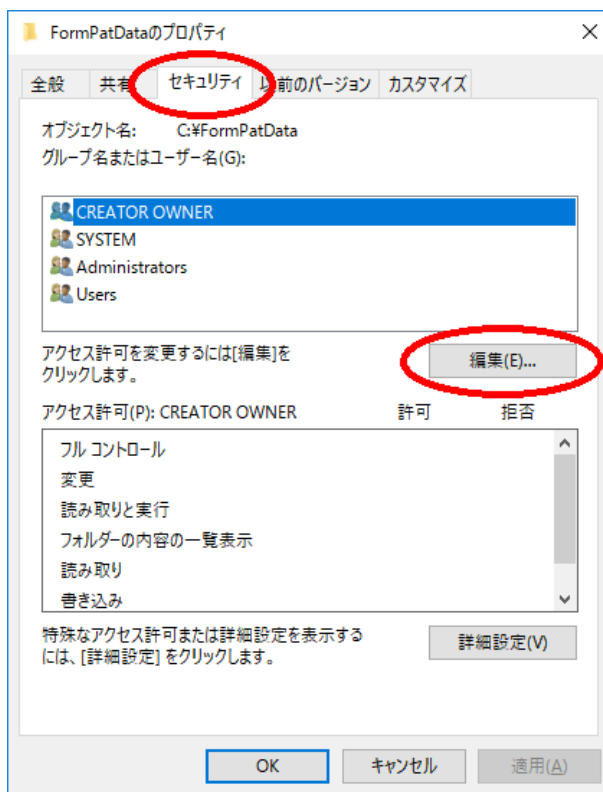 FormPatDataのプロパティ
全般 共有 セキュリティ 以前のバージョン カスタマイズ
オブジェクト名: C:¥FormPatData
グループ名またはユーザー名(G):
CREATOR OWNER
SYSTEM
Administrators
Users
アクセス許可を変更するには[編集]を
クリックします。
編集(E)...
アクセス許可(P): CREATOR OWNER 許可 拒否
フル コントロール
変更
読み取りと実行
フォルダーの内容の一覧表示
読み取り
書き込み
特殊なアクセス許可または詳細設定を表示する
には、[詳細設定] をクリックします。
詳細設定(V)
OK キャンセル 適用(A)